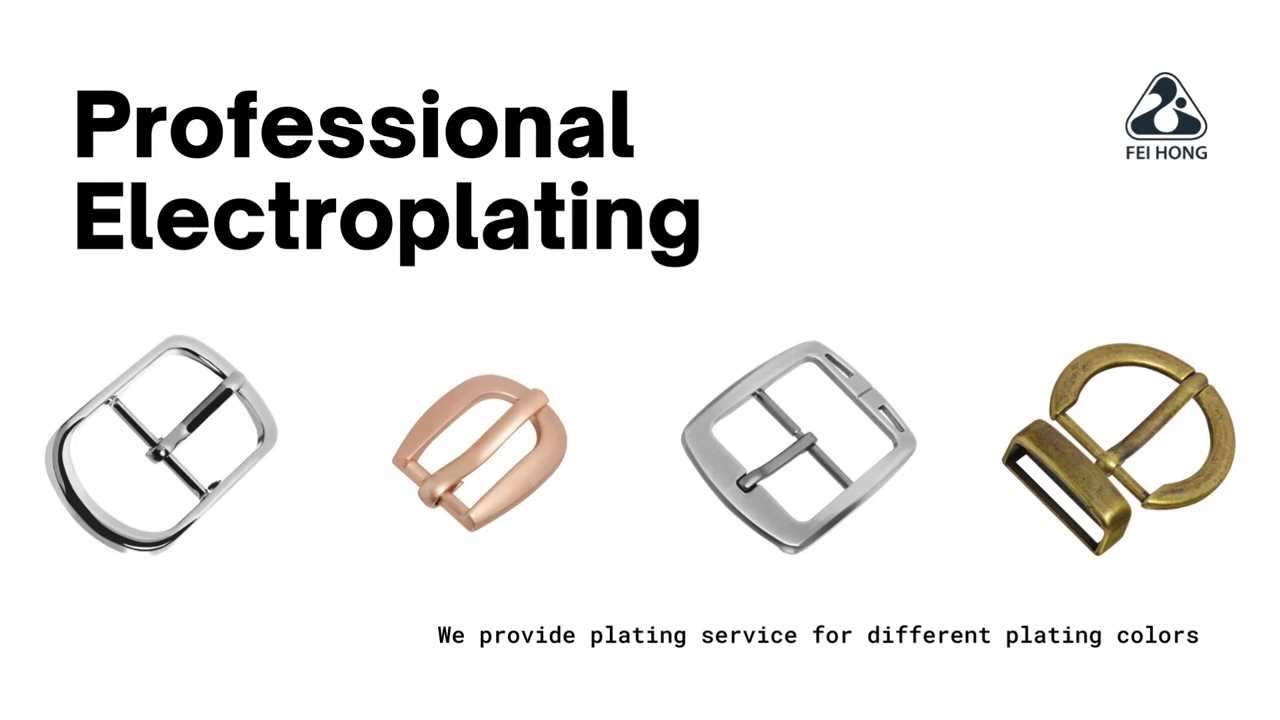 Professional
Electroplating
FEI HONG
We provide plating service for different plating colors